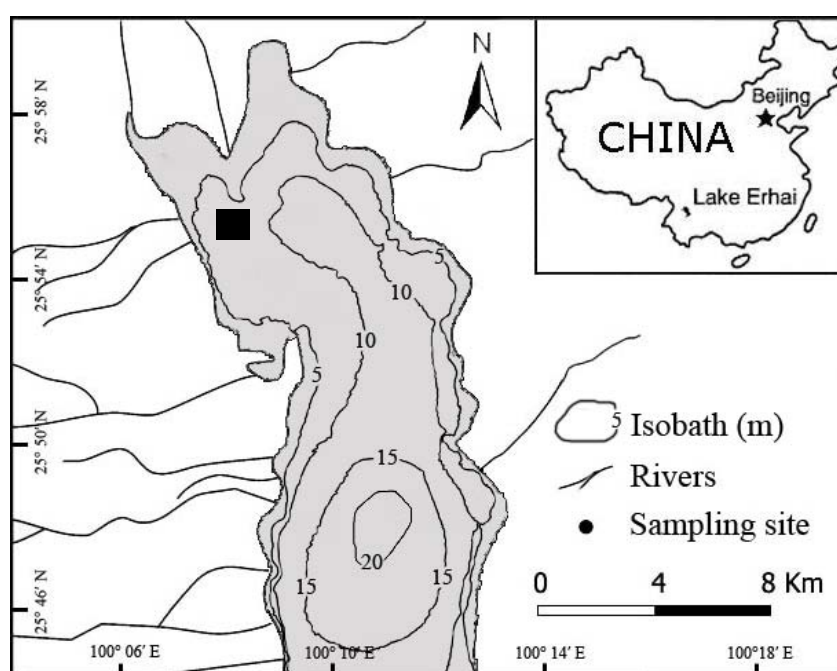 N
Beijing
CHINA
Lake Erhai
25° 58′ N
25° 54′ N
25° 50′ N
25° 46′ N
5
10
10
5
15
20
15
15
5 Isobath (m)
Rivers
Sampling site
0 4 8 Km
100° 06′ E 100° 10′ E 100° 14′ E 100° 18′ E